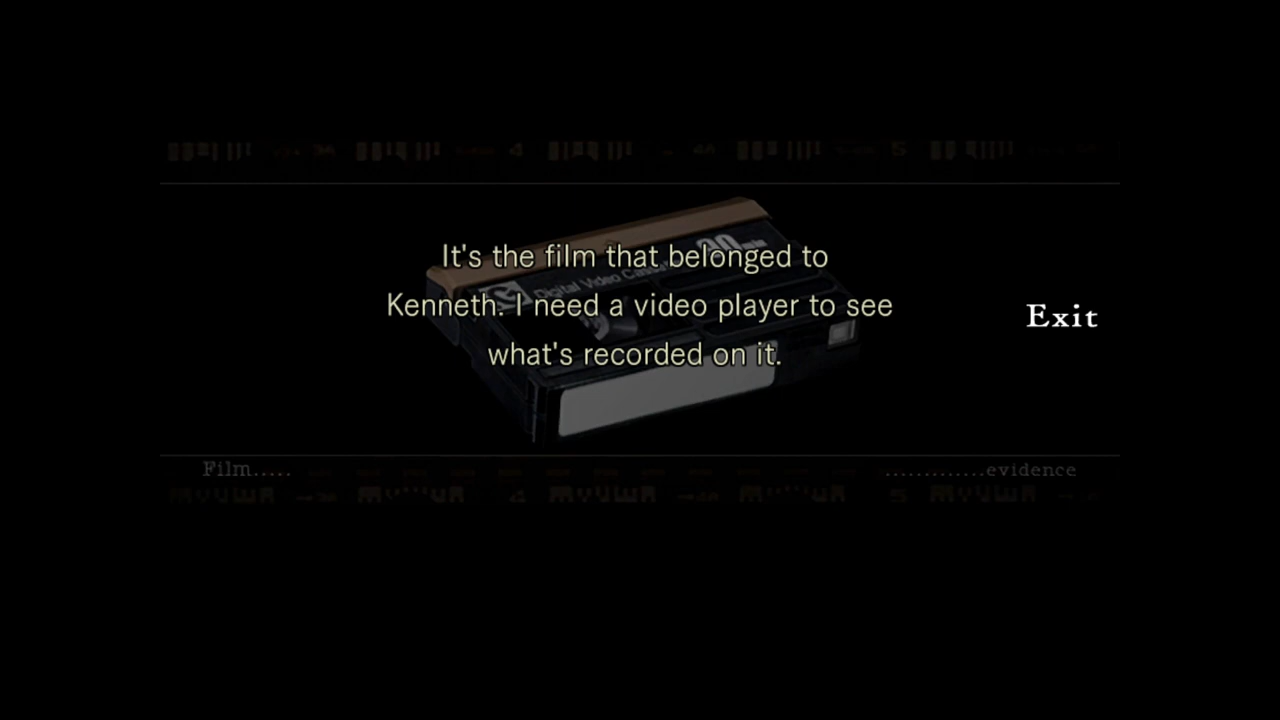 It's the film that belonged to
Kenneth. I need a video player to see
what's recorded on it.
Exit
Film.....
.............evidence